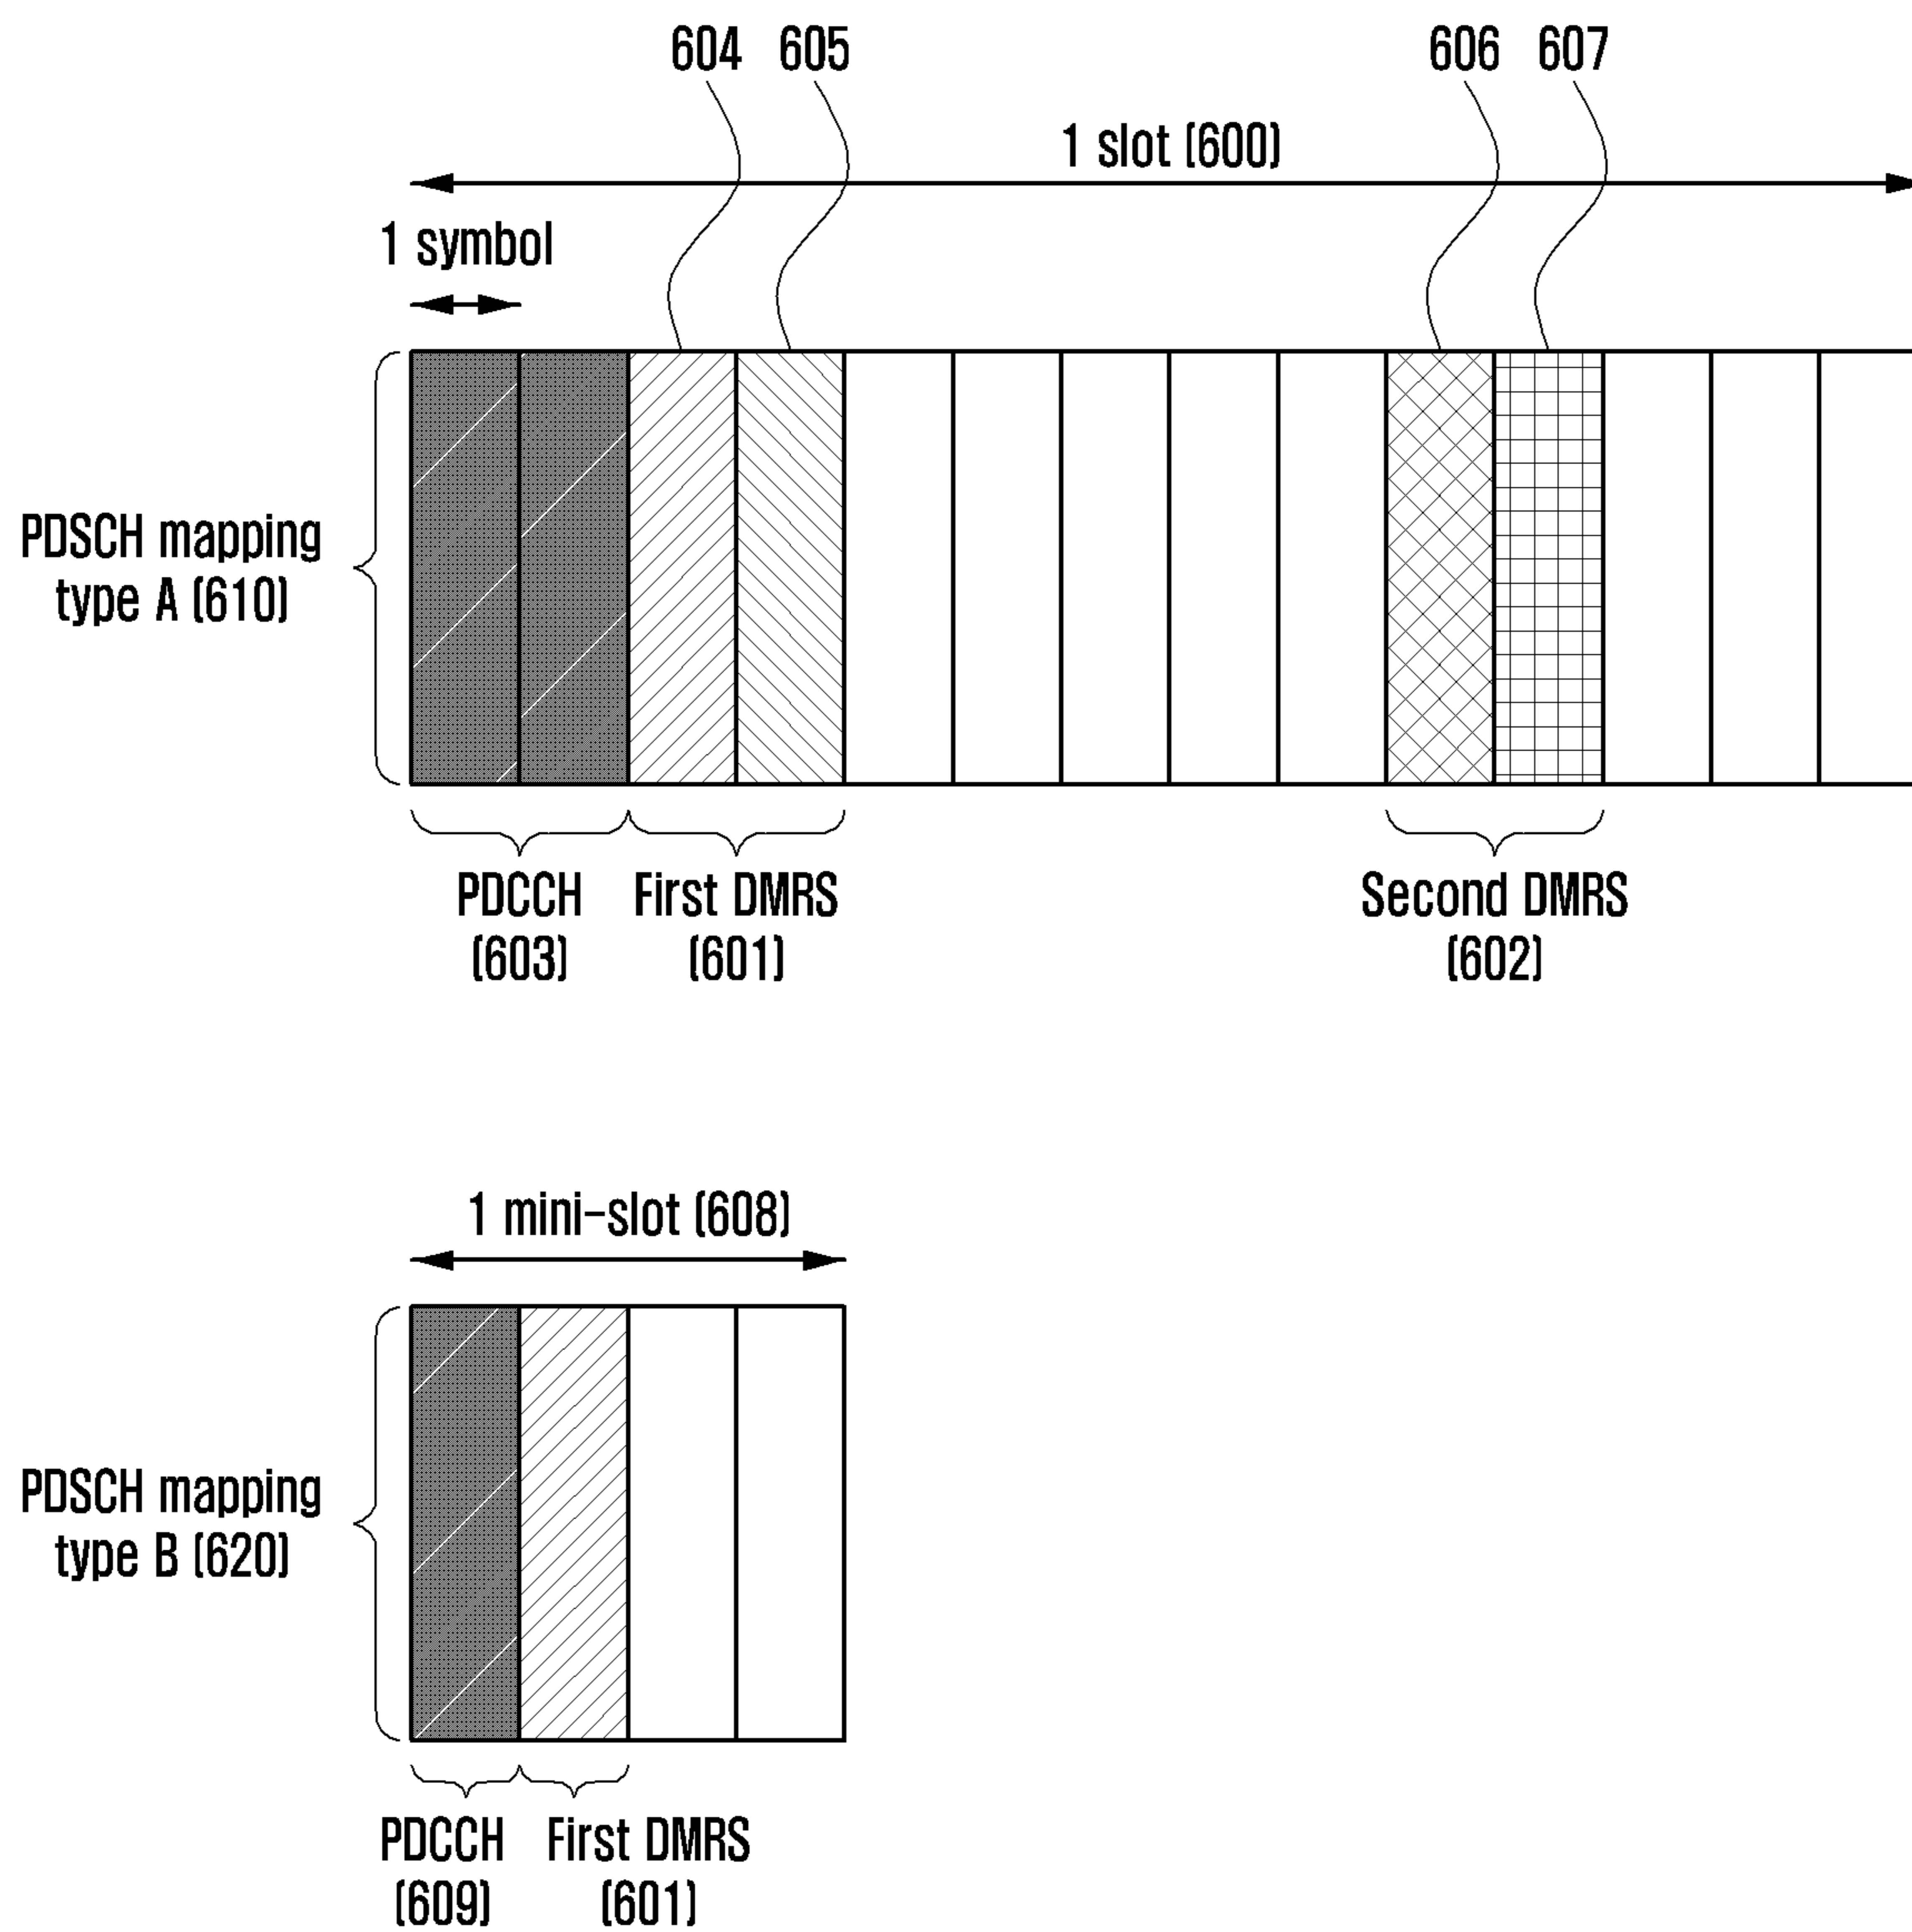 604 605 606 607
1 slot (600)
1 symbol
PDSCH mapping
type A (610)
PDCCH
(603)
First DMRS
(601)
Second DMRS
(602)
1 mini-slot (608)
PDSCH mapping
type B (620)
PDCCH
(609)
First DMRS
(601)